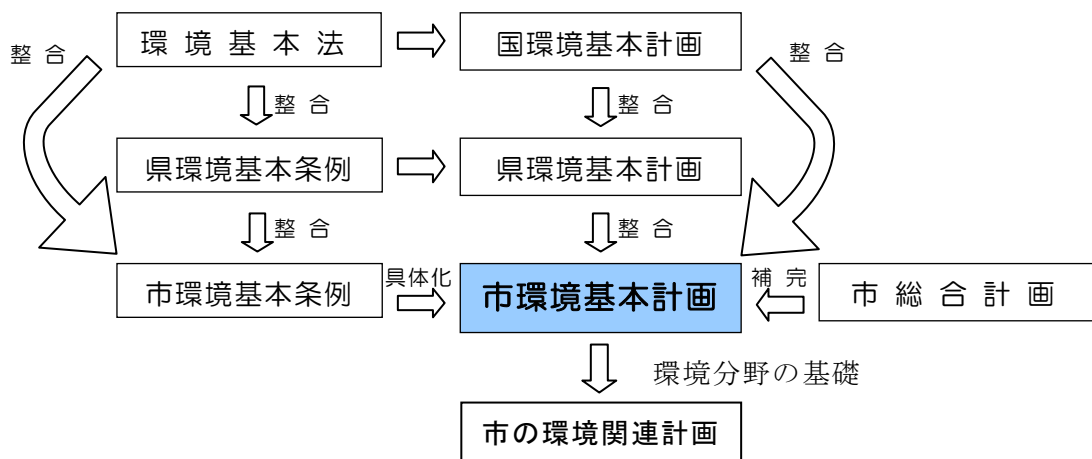 環境基本法
国環境基本計画
整合
整合
整合
整合
県環境基本条例
県環境基本計画
整合
整合
市環境基本条例
具体化
市環境基本計画
補完
市総合計画
環境分野の基礎
市の環境関連計画